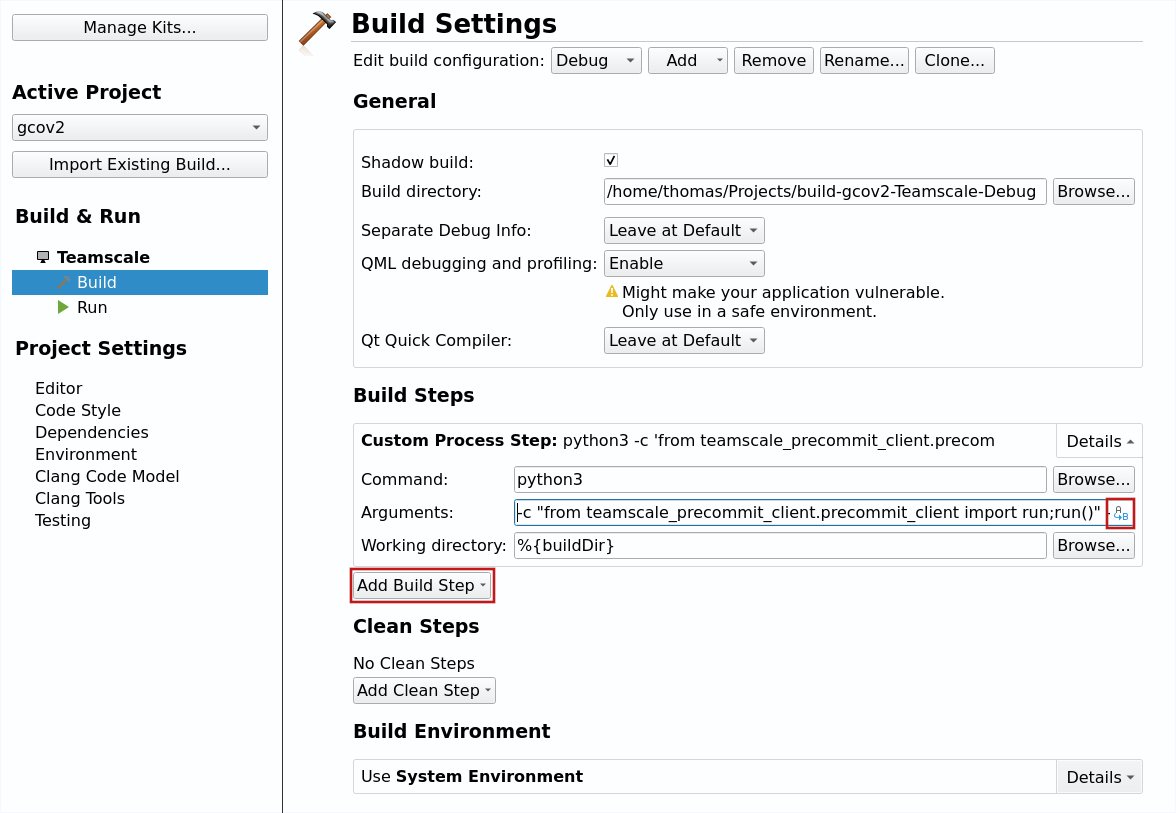 Manage Kits...
Active Project
gcov2
Import Existing Build...
Build & Run
Teamscale
Build
Run
Project Settings
Editor
Code Style
Dependencies
Environment
Clang Code Model
Clang Tools
Testing
Build Settings
Edit build configuration: Debug Add Remove Rename... Clone...
General
Shadow build:
Build directory: /home/thomas/Projects/build-gcov2-Teamscale-Debug Browse...
Separate Debug Info: Leave at Default
QML debugging and profiling: Enable
Might make your application vulnerable.
Only use in a safe environment.
Qt Quick Compiler: Leave at Default
Build Steps
Custom Process Step: python3 -c 'from teamscale_precommit_client.precom Details
Command: python3 Browse...
Arguments: -c "from teamscale_precommit_client.precommit_client import run;run()" -
Working directory: %{buildDir} Browse...
Add Build Step
Clean Steps
No Clean Steps
Add Clean Step
Build Environment
Use System Environment Details